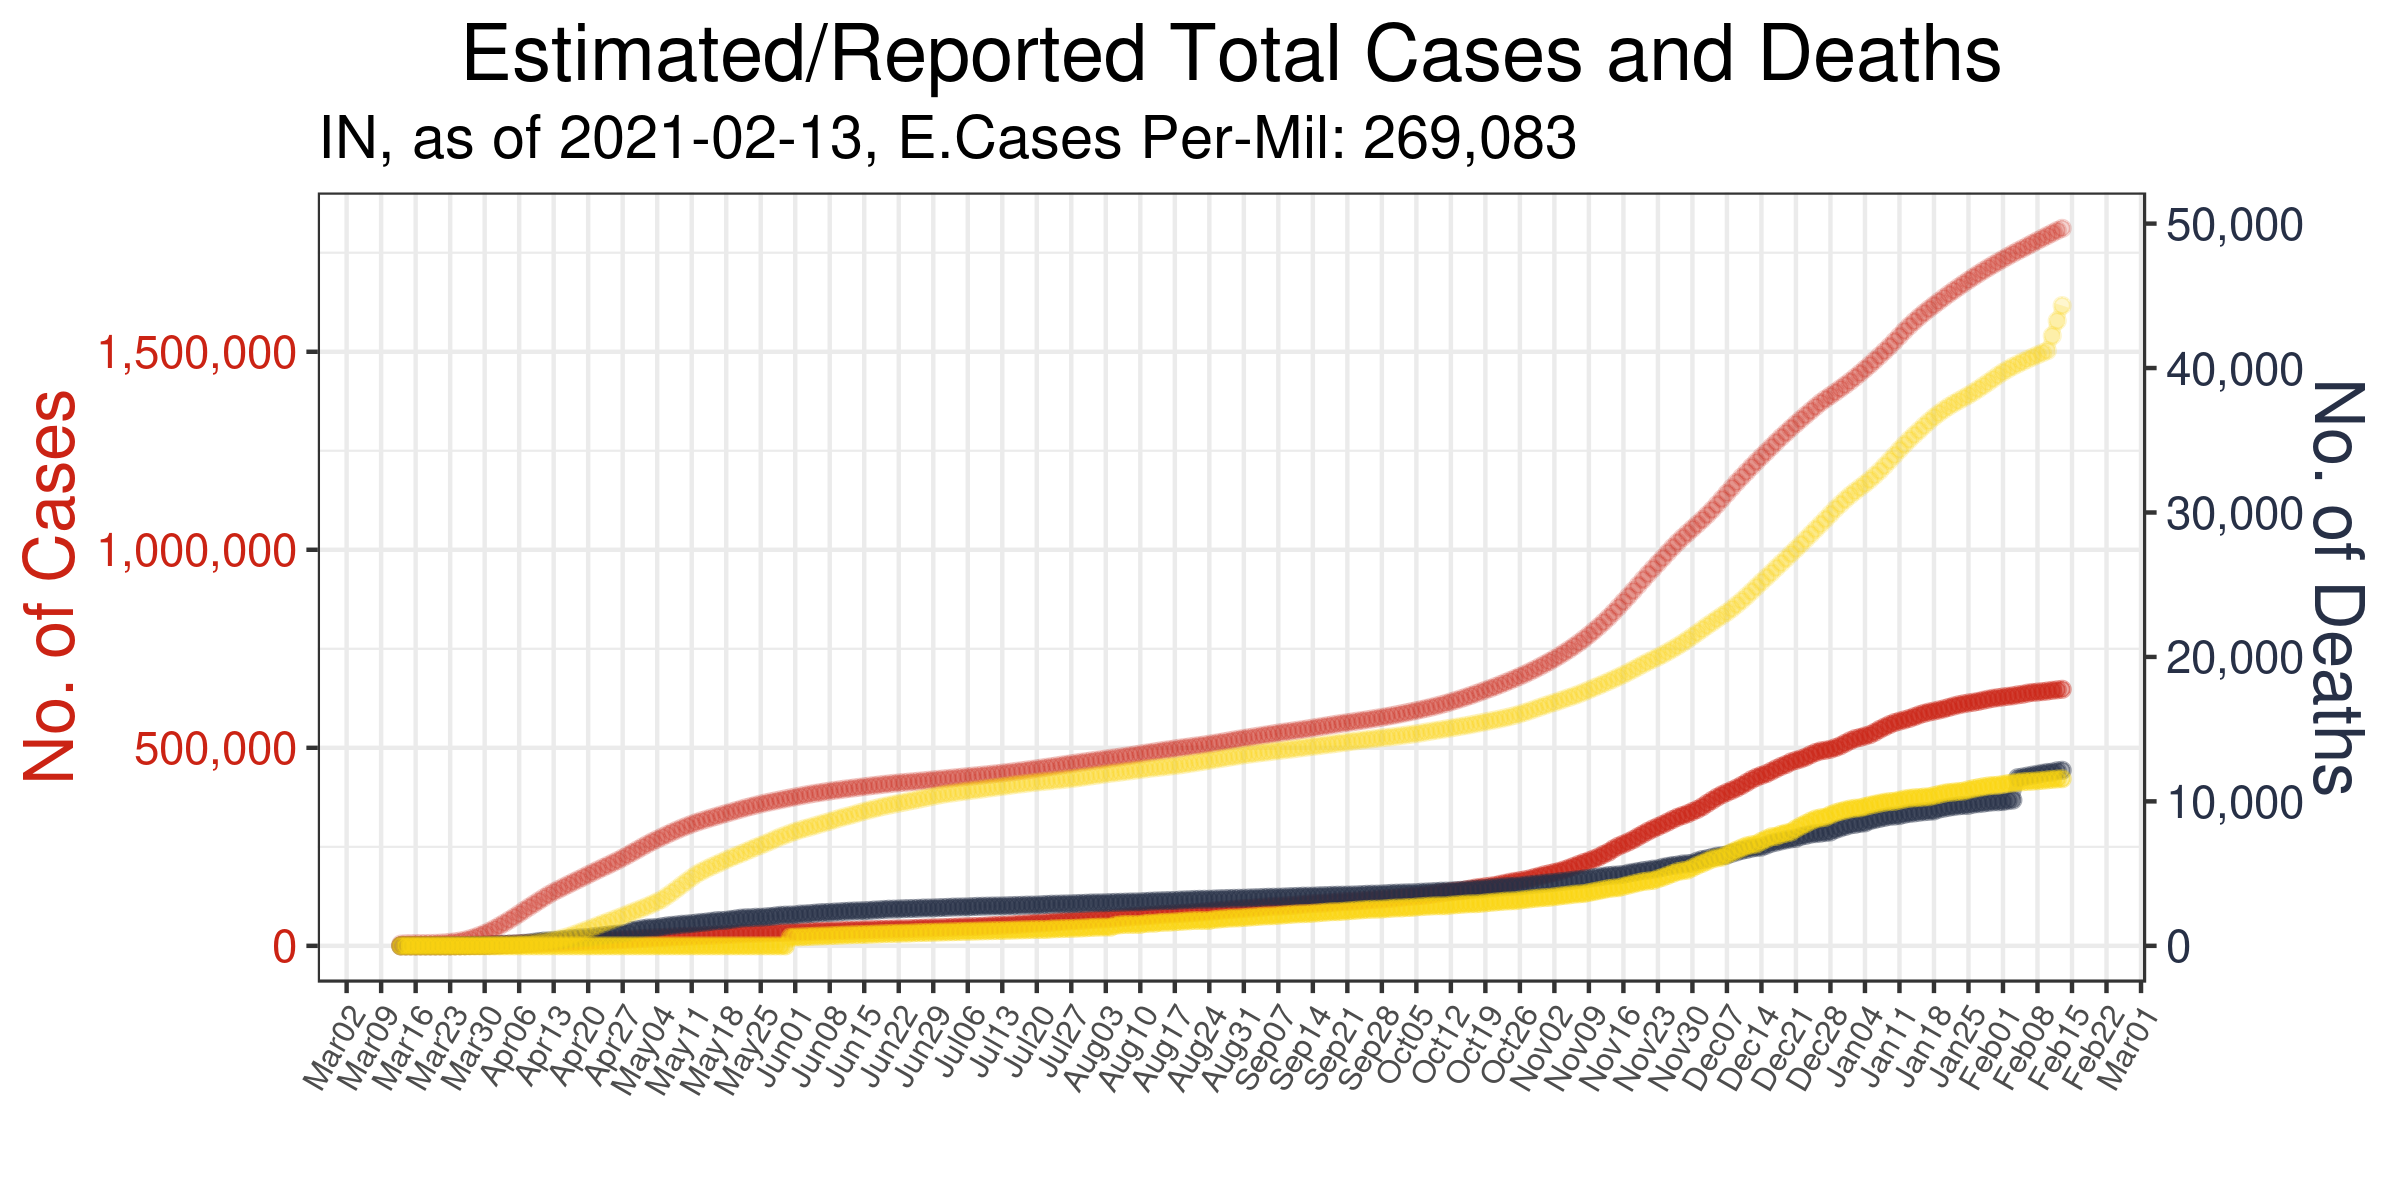 Estimated/Reported Total Cases and Deaths
IN, as of 2021-02-13, E.Cases Per-Mil: 269,083
No. of Cases
1,500,000
1,000,000
500,000
0
50,000
40,000
30,000
20,000
10,000
0
No. of Deaths
Mar02 Mar09 Mar16 Mar23 Mar30 Apr06 Apr13 Apr20 Apr27 May04 May11 May18 May25 Jun01 Jun08 Jun15 Jun22 Jun29 Jul06 Jul13 Jul20 Jul27 Aug03 Aug10 Aug17 Aug24 Aug31 Sep07 Sep14 Sep21 Sep28 Oct05 Oct12 Oct19 Oct26 Nov02 Nov09 Nov16 Nov23 Nov30 Dec07 Dec14 Dec21 Dec28 Jan04 Jan11 Jan18 Jan25 Feb01 Feb08 Feb15 Feb22 Mar01